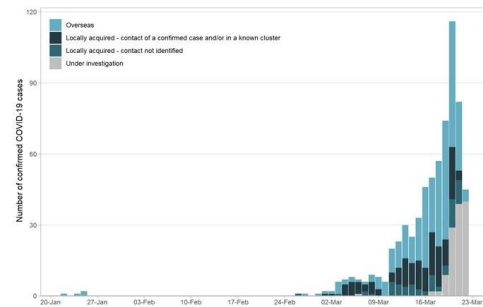 120
Overseas
Locally acquired - contact of a confirmed case and/or in a known cluster
Locally acquired - contact not identified
Under investigation
90
60
30
0
Number of confirmed COVID-19 cases
20-Jan 27-Jan 03-Feb 10-Feb 17-Feb 24-Feb 02-Mar 09-Mar 16-Mar 23-Mar